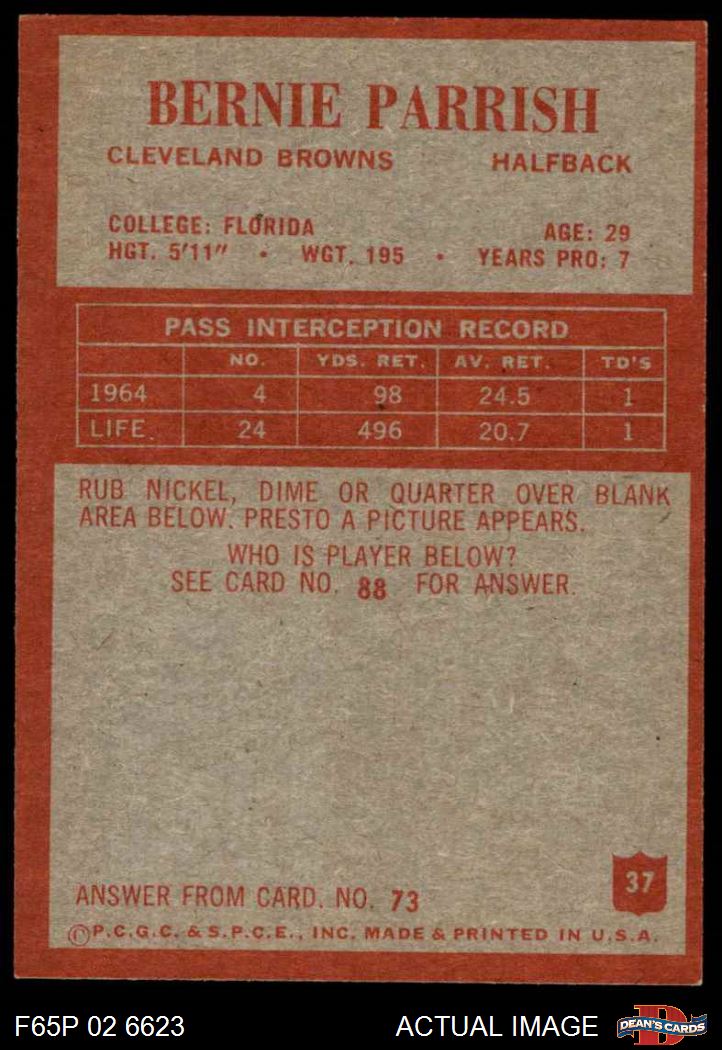 BERNIE PARRISH
CLEVELAND BROWNS HALFBACK
COLLEGE: FLORIDA AGE: 29
HGT. 5'11" • WGT. 195 • YEARS PRO: 7
PASS INTERCEPTION RECORD
NO. YDS. RET. AV. RET. TD'S
1964 4 98 24.5 1
LIFE. 24 496 20.7 1
RUB NICKEL, DIME OR QUARTER OVER BLANK
AREA BELOW. PRESTO A PICTURE APPEARS.
WHO IS PLAYER BELOW?
SEE CARD NO. 88 FOR ANSWER.
37
ANSWER FROM CARD. NO. 73
©P.C.G.C. & S.P.C.E., INC. MADE & PRINTED IN U.S.A.
F65P 02 6623 ACTUAL IMAGE D DEAN'S CARDS